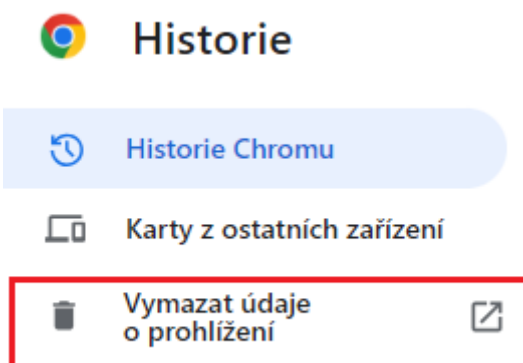 Historie
Historie Chromu
Karty z ostatních zařízení
Vymazat údaje
o prohlížení